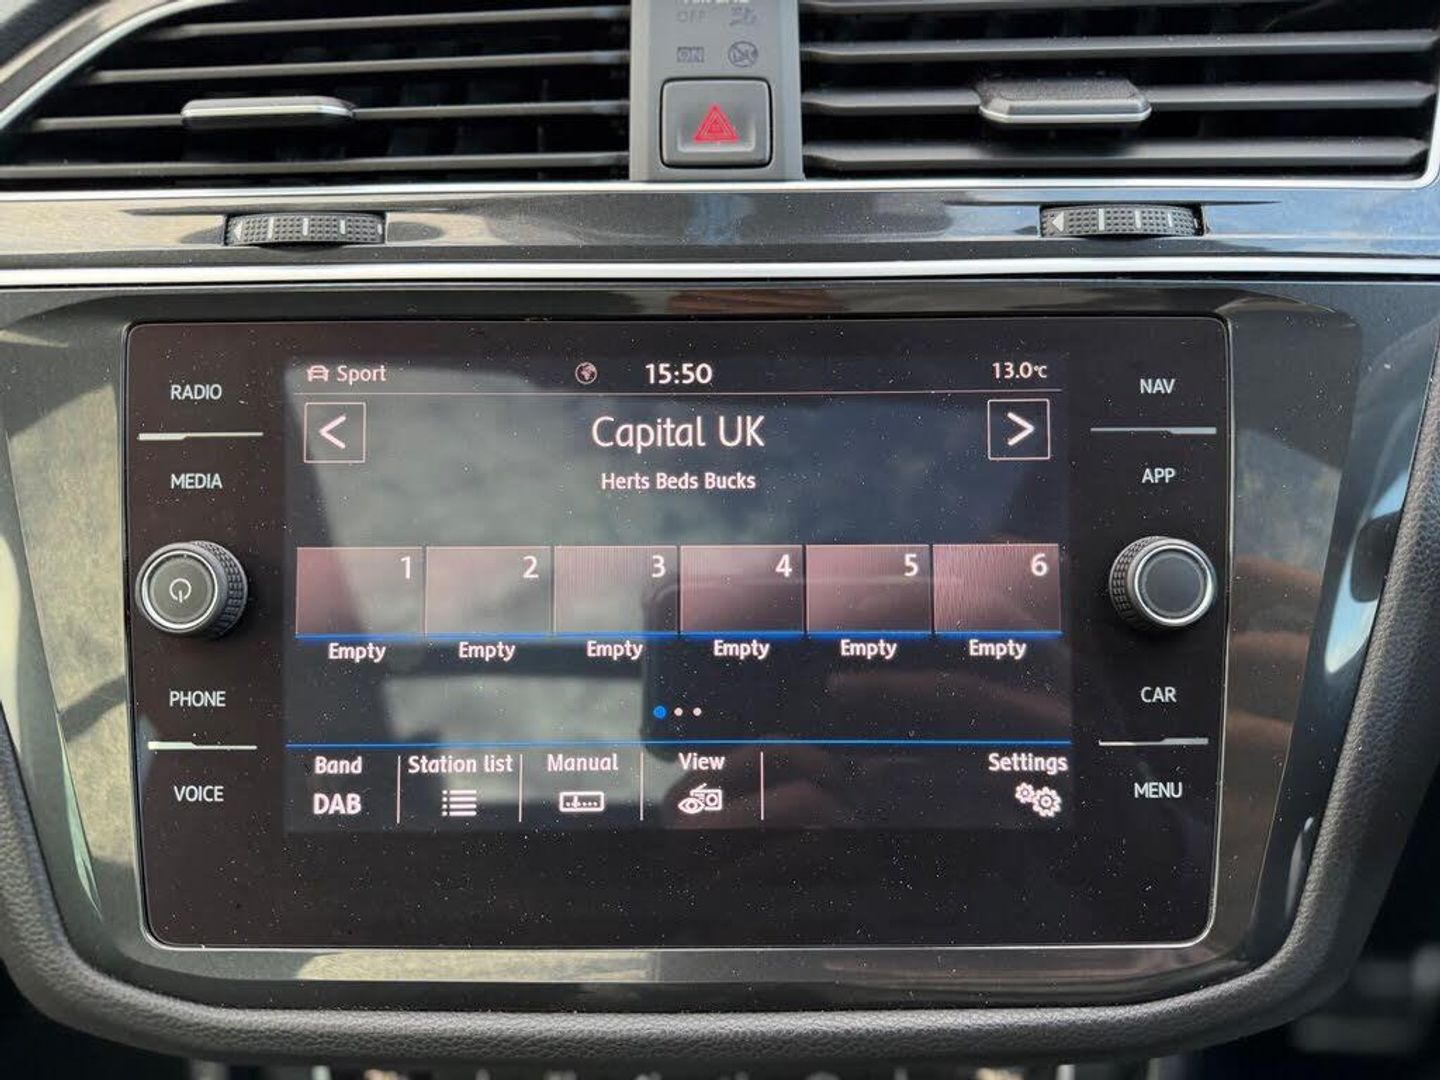 OFF
ON
Sport
15:50
13.0°C
Capital UK
Herts Beds Bucks
RADIO
MEDIA
PHONE
VOICE
NAV
APP
CAR
MENU
1 2 3 4 5 6
Empty Empty Empty Empty Empty Empty
Band Station list Manual View Settings
DAB